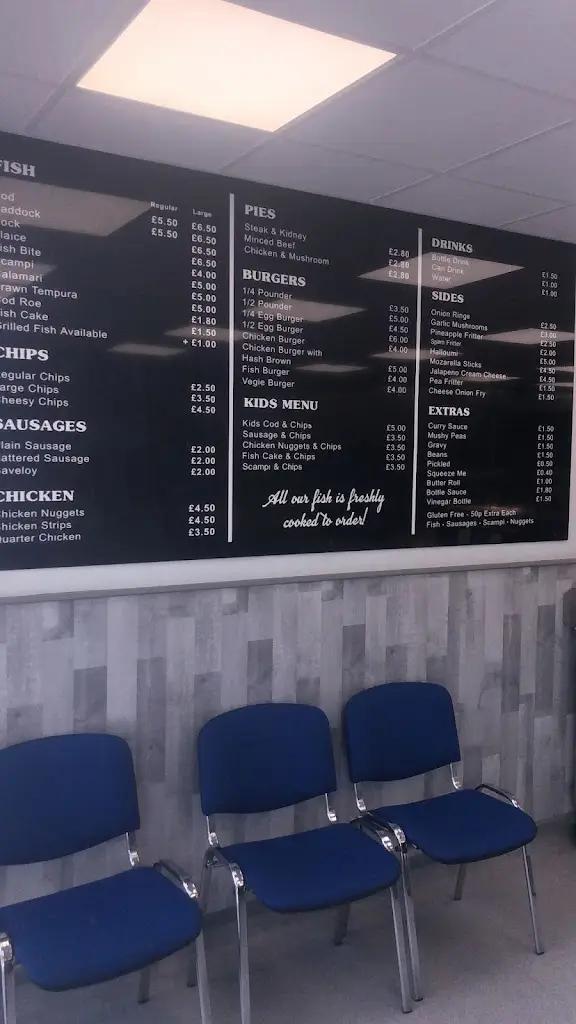 FISH
Regular Large
od £5.50 £6.50
addock £5.50 £6.50
ock £6.50
laice £6.50
ish Bite £4.00
campi £5.00
alamari £5.00
rawn Tempura £5.00
od Roe £1.80
ish Cake £1.50
rilled Fish Available + £1.00
CHIPS
egular Chips £2.50
arge Chips £3.50
heesy Chips £4.50
SAUSAGES
lain Sausage £2.00
attered Sausage £2.00
aveloy £2.00
CHICKEN
hicken Nuggets £4.50
hicken Strips £4.50
uarter Chicken £3.50
PIES
Steak & Kidney £2.80
Minced Beef £2.80
Chicken & Mushroom £2.80
BURGERS
1/4 Pounder £3.50
1/2 Pounder £5.00
1/4 Egg Burger £4.50
1/2 Egg Burger £6.00
Chicken Burger £4.00
Chicken Burger with
Hash Brown £5.00
Fish Burger £4.00
Vegie Burger £4.00
KIDS MENU
Kids Cod & Chips £5.00
Sausage & Chips £3.50
Chicken Nuggets & Chips £3.50
Fish Cake & Chips £3.50
Scampi & Chips £3.50
All our fish is freshly
cooked to order!
DRINKS
Bottle Drink £1.50
Can Drink £1.00
Water £1.00
SIDES
Onion Rings £2.50
Garlic Mushrooms £3.00
Pineapple Fritter £2.50
Spam Fritter £2.00
Halloumi £5.00
Mozarella Sticks £4.50
Jalapeno Cream Cheese £4.50
Pea Fritter £1.50
Cheese Onion Fry £1.50
EXTRAS
Curry Sauce £1.50
Mushy Peas £1.50
Gravy £1.50
Beans £1.50
Pickled £0.50
Squeeze Me £0.40
Butter Roll £1.00
Bottle Sauce £1.80
Vinegar Bottle £1.50
Gluten Free - 50p Extra Each
Fish - Sausages - Scampi - Nuggets